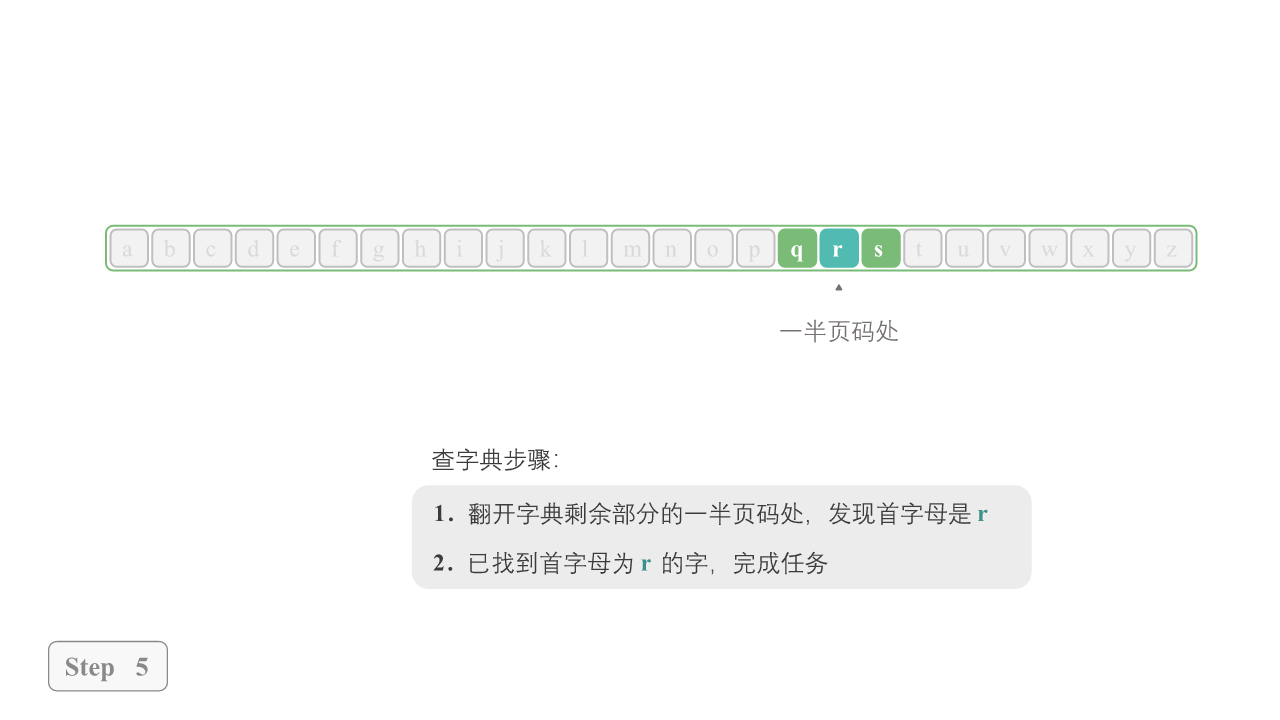 a b c d e f g h i j k l m n o p q r s t u v w x y z
一半页码处
查字典步骤：
1. 翻开字典剩余部分的一半页码处，发现首字母是 r
2. 已找到首字母为 r 的字，完成任务
Step 5